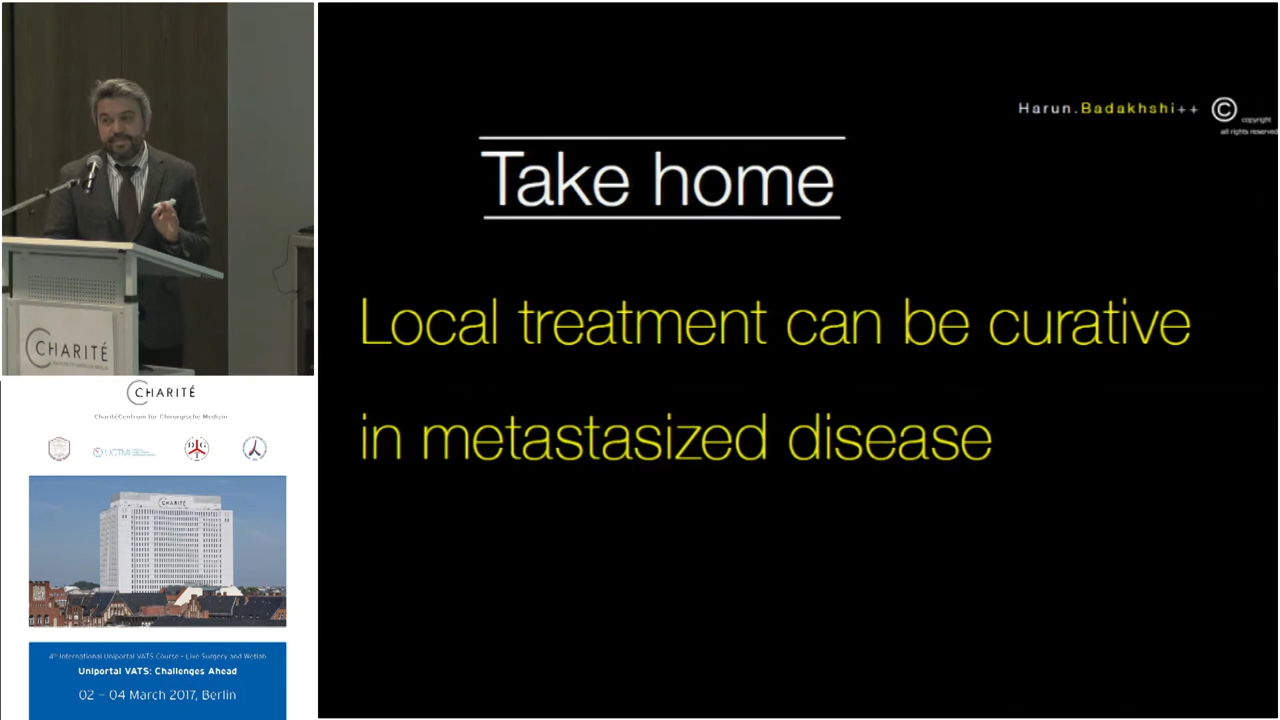 Harun.Badakhshi++ © copyright
all rights reserved
Take home
Local treatment can be curative
in metastasized disease
CHARITÉ
CHARITÉ
CharitéCentrum für Chirurgische Medizin
UCTMI
CHARITÉ
4th International Uniportal VATS Course – Live Surgery and Wetlab
Uniportal VATS: Challenges Ahead
02 – 04 March 2017, Berlin